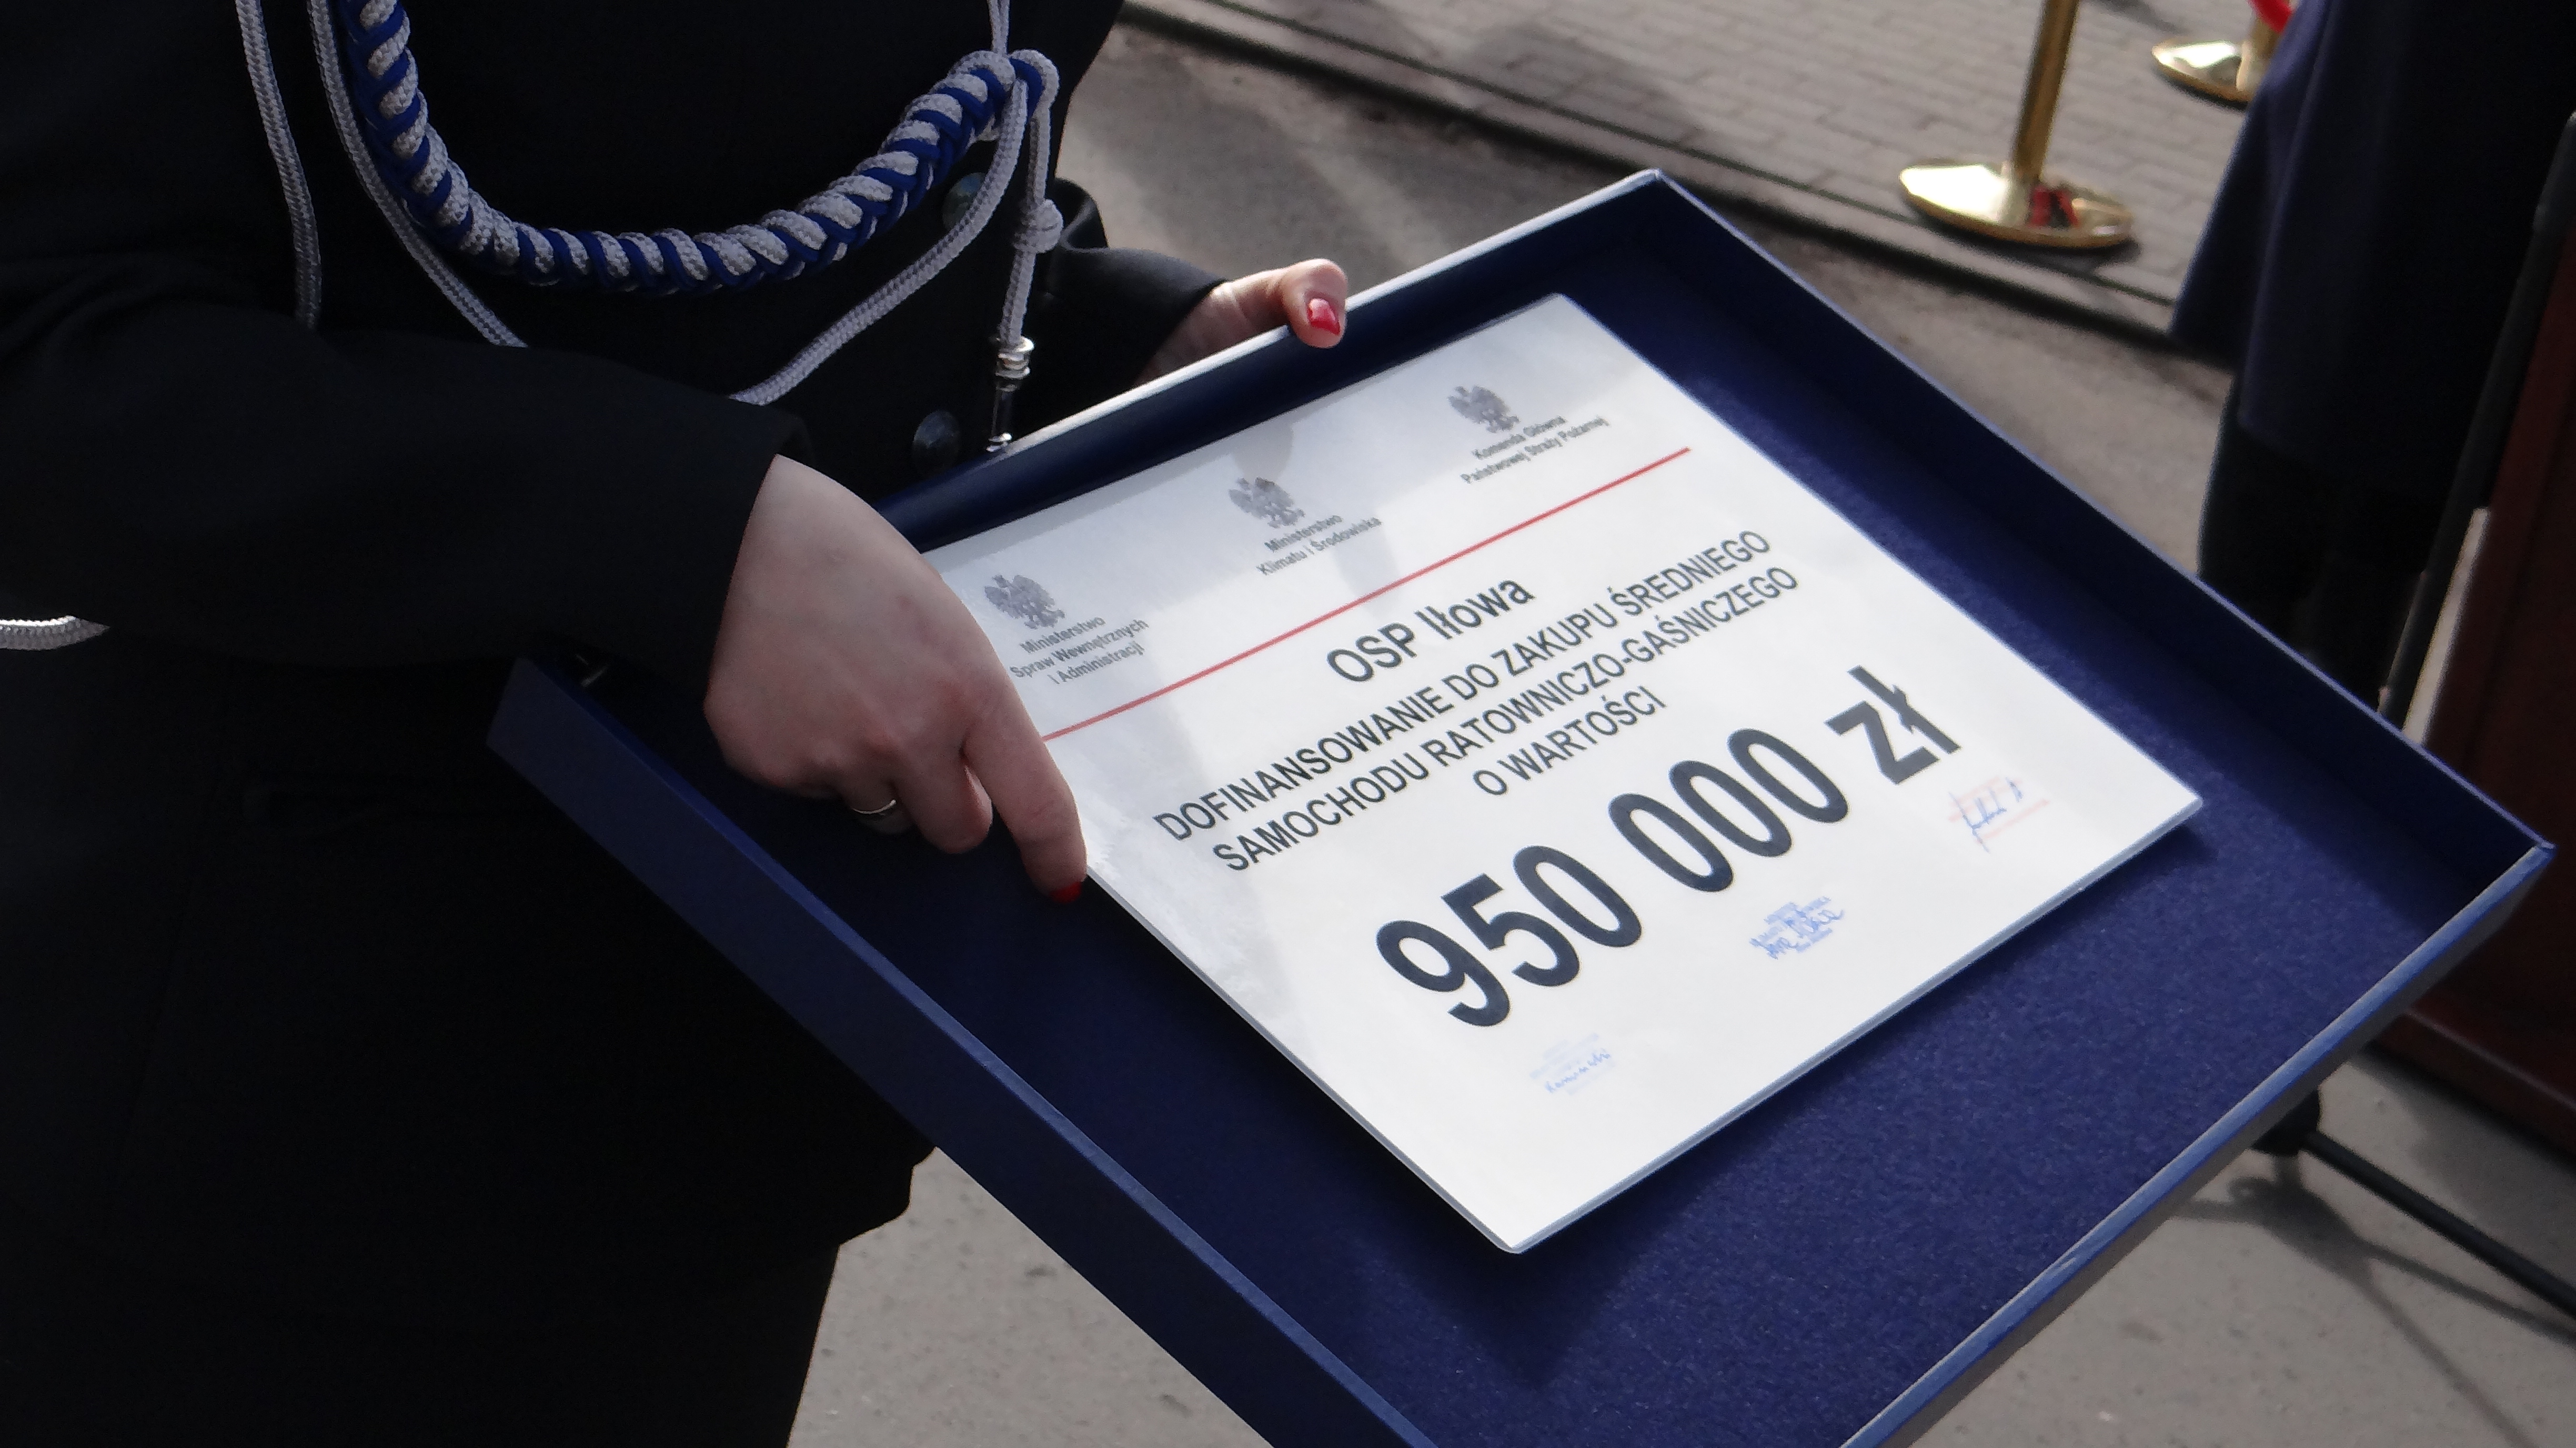 Ministerstwo
Spraw Wewnętrznych
i Administracji
Ministerstwo
Klimatu i Środowiska
Komenda Główna
Państwowej Straży Pożarnej
OSP Iłowa
DOFINANSOWANIE DO ZAKUPU ŚREDNIEGO
SAMOCHODU RATOWNICZO-GAŚNICZEGO
O WARTOŚCI
950 000 zł